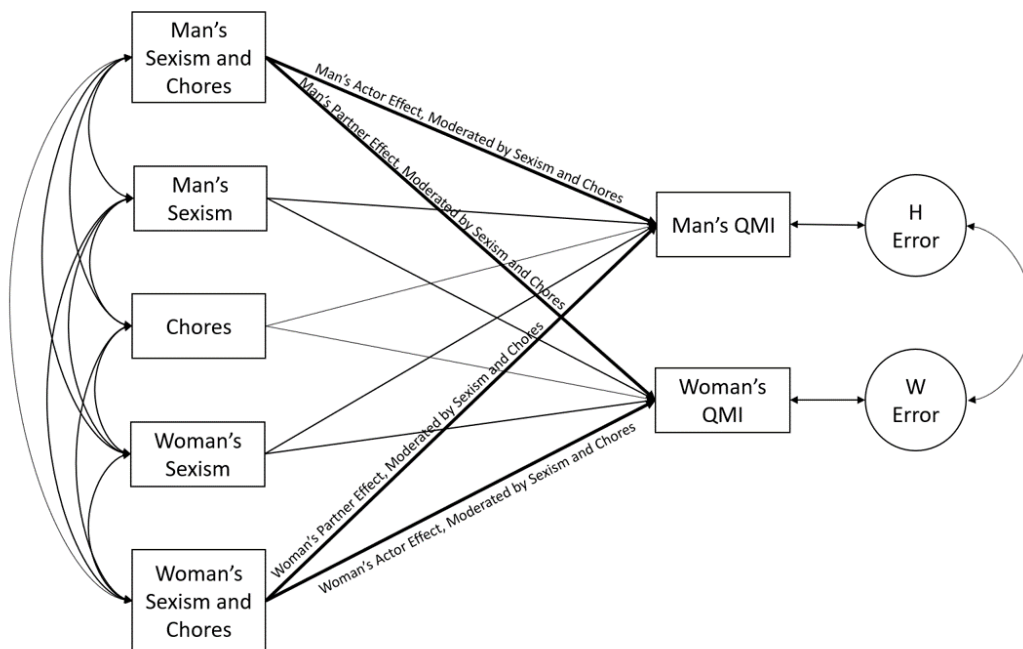 Man's
Sexism and
Chores
Man's
Sexism
Chores
Woman's
Sexism
Woman's
Sexism and
Chores
Man's Actor Effect, Moderated by Sexism and Chores
Man's Partner Effect, Moderated by Sexism and Chores
Woman's Partner Effect, Moderated by Sexism and Chores
Woman's Actor Effect, Moderated by Sexism and Chores
Man's QMI
Woman's
QMI
H
Error
W
Error